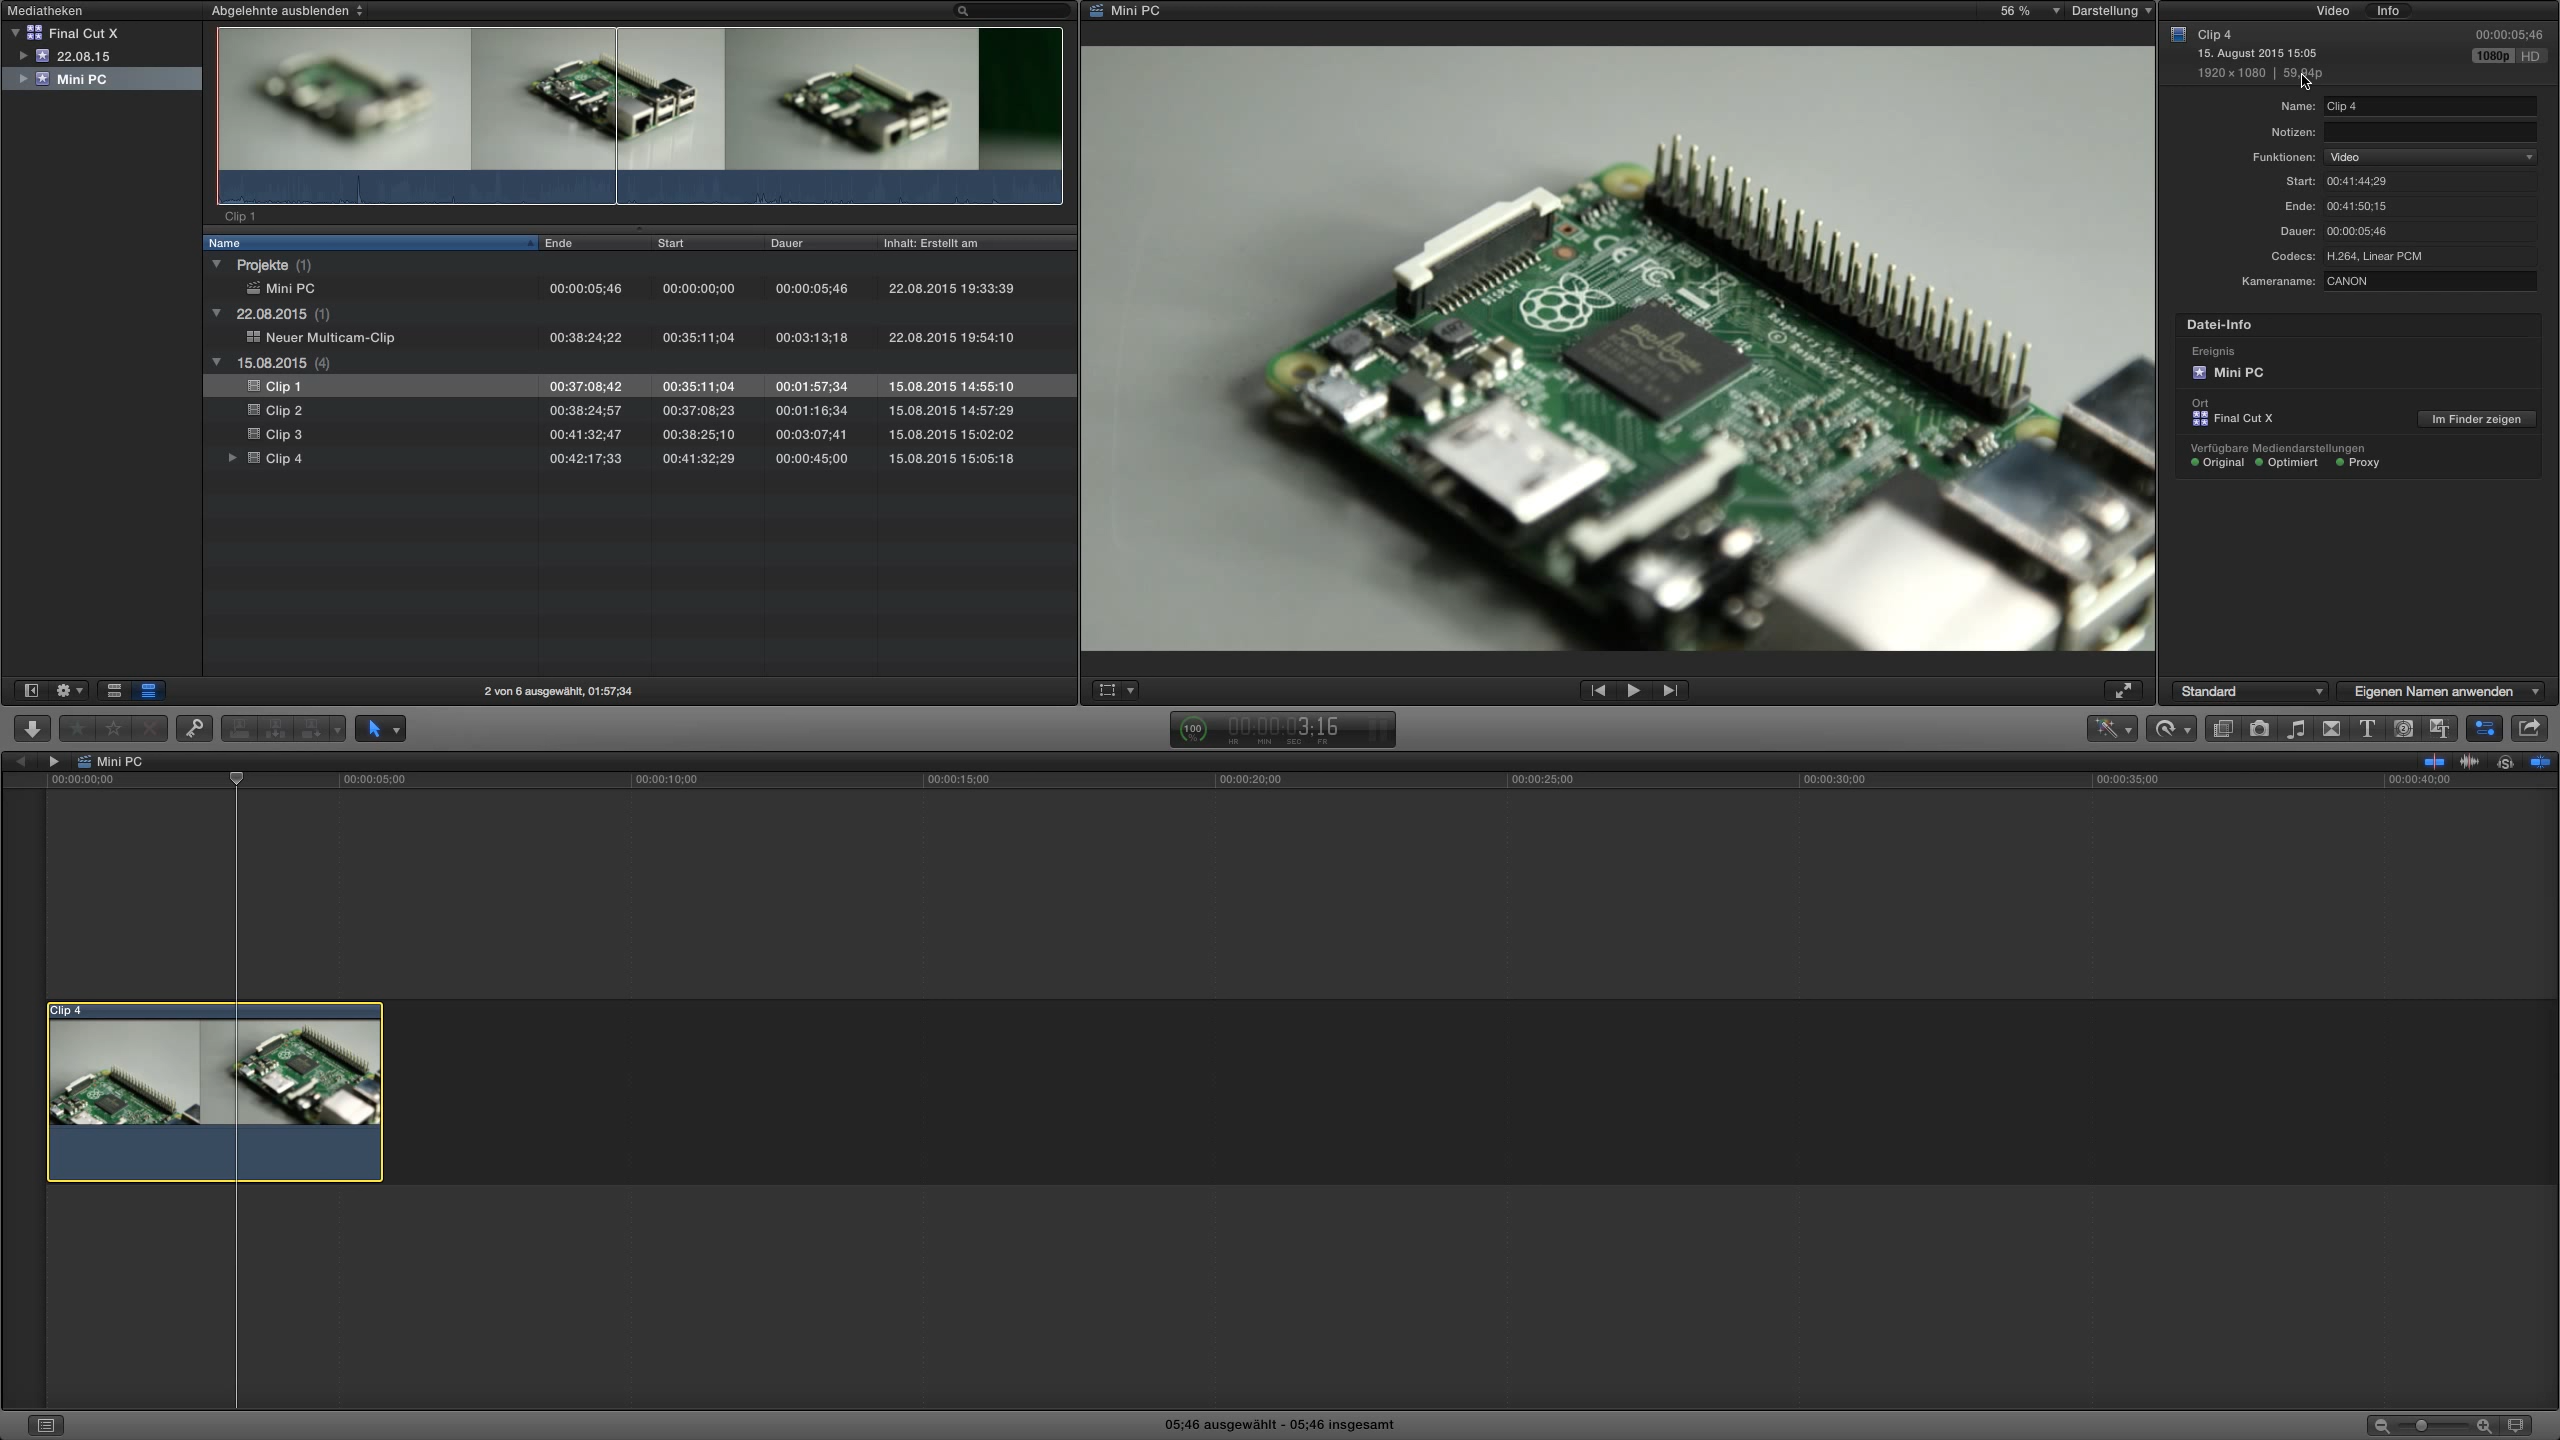 Mediatheken
Final Cut X
22.08.15
Mini PC
Abgelehnte ausblenden
Clip 1
Name Ende Start Dauer Inhalt: Erstellt am
Projekte (1)
Mini PC 00:00:05;46 00:00:00;00 00:00:05;46 22.08.2015 19:33:39
22.08.2015 (1)
Neuer Multicam-Clip 00:38:24;22 00:35:11;04 00:03:13;18 22.08.2015 19:54:10
15.08.2015 (4)
Clip 1 00:37:08;42 00:35:11;04 00:01:57;34 15.08.2015 14:55:10
Clip 2 00:38:24;57 00:37:08;23 00:01:16;34 15.08.2015 14:57:29
Clip 3 00:41:32;47 00:38:25;10 00:03:07;41 15.08.2015 15:02:02
Clip 4 00:42:17;33 00:41:32;29 00:00:45;00 15.08.2015 15:05:18
2 von 6 ausgewählt, 01:57;34
Mini PC 56 % Darstellung
DISPLAY
Video Info
Clip 4 00:00:05;46
15. August 2015 15:05 1080p HD
1920 × 1080 |
Name: Clip 4
Notizen:
Funktionen: Video
Start: 00:41:44;29
Ende: 00:41:50;15
Dauer: 00:00:05;46
Codecs: H.264, Linear PCM
Kameraname: CANON
Datei-Info
Ereignis
Mini PC
Ort
Final Cut X Im Finder zeigen
Verfügbare Mediendarstellungen
Original Optimiert Proxy
Standard Eigenen Namen anwenden
100 % 00:00:03;16
HR MIN SEC FR
Mini PC
00:00:00;00 00:00:05;00 00:00:10;00 00:00:15;00 00:00:20;00 00:00:25;00 00:00:30;00 00:00:35;00 00:00:40;00
Clip 4
05;46 ausgewählt - 05;46 insgesamt